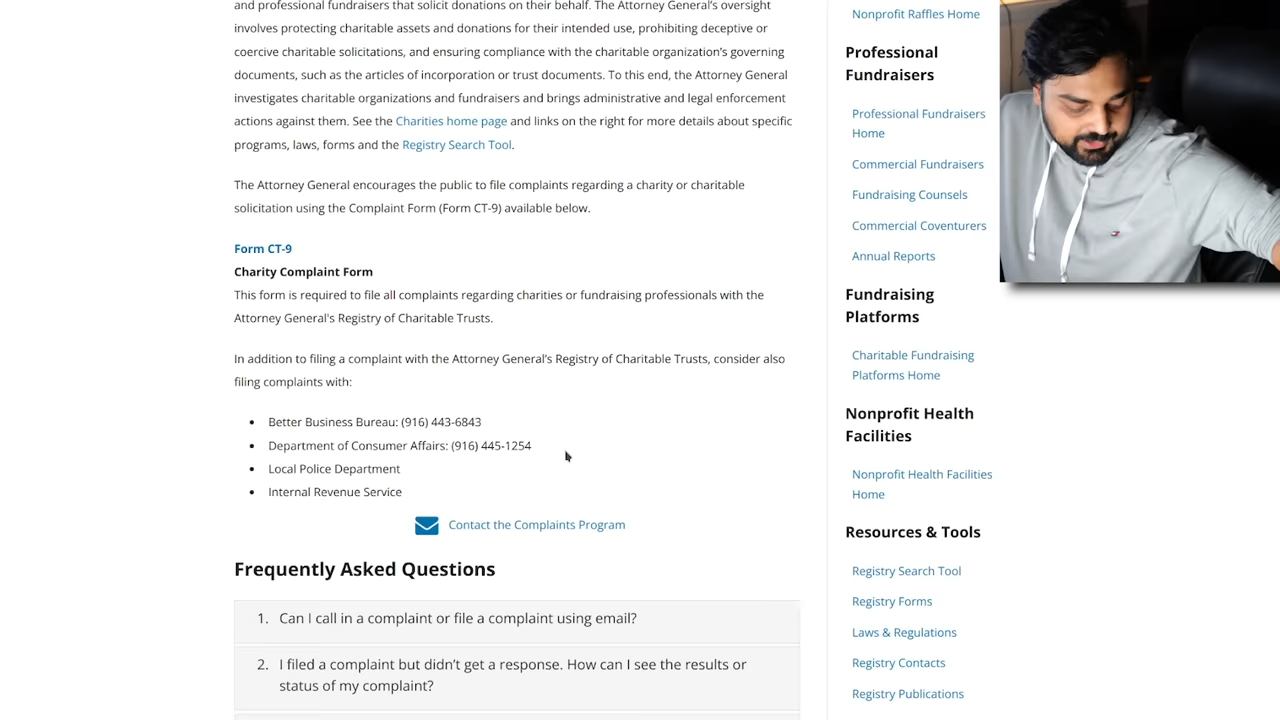 and professional fundraisers that solicit donations on their behalf. The Attorney General's oversight
involves protecting charitable assets and donations for their intended use, prohibiting deceptive or
coercive charitable solicitations, and ensuring compliance with the charitable organization's governing
documents, such as the articles of incorporation or trust documents. To this end, the Attorney General
investigates charitable organizations and fundraisers and brings administrative and legal enforcement
actions against them. See the Charities home page and links on the right for more details about specific
programs, laws, forms and the Registry Search Tool.
The Attorney General encourages the public to file complaints regarding a charity or charitable
solicitation using the Complaint Form (Form CT-9) available below.
Form CT-9
Charity Complaint Form
This form is required to file all complaints regarding charities or fundraising professionals with the
Attorney General's Registry of Charitable Trusts.
In addition to filing a complaint with the Attorney General's Registry of Charitable Trusts, consider also
filing complaints with:
• Better Business Bureau: (916) 443-6843
• Department of Consumer Affairs: (916) 445-1254
• Local Police Department
• Internal Revenue Service
Contact the Complaints Program
Frequently Asked Questions
1. Can I call in a complaint or file a complaint using email?
2. I filed a complaint but didn't get a response. How can I see the results or
status of my complaint?
Nonprofit Raffles Home
Professional
Fundraisers
Professional Fundraisers
Home
Commercial Fundraisers
Fundraising Counsels
Commercial Coventurers
Annual Reports
Fundraising
Platforms
Charitable Fundraising
Platforms Home
Nonprofit Health
Facilities
Nonprofit Health Facilities
Home
Resources & Tools
Registry Search Tool
Registry Forms
Laws & Regulations
Registry Contacts
Registry Publications